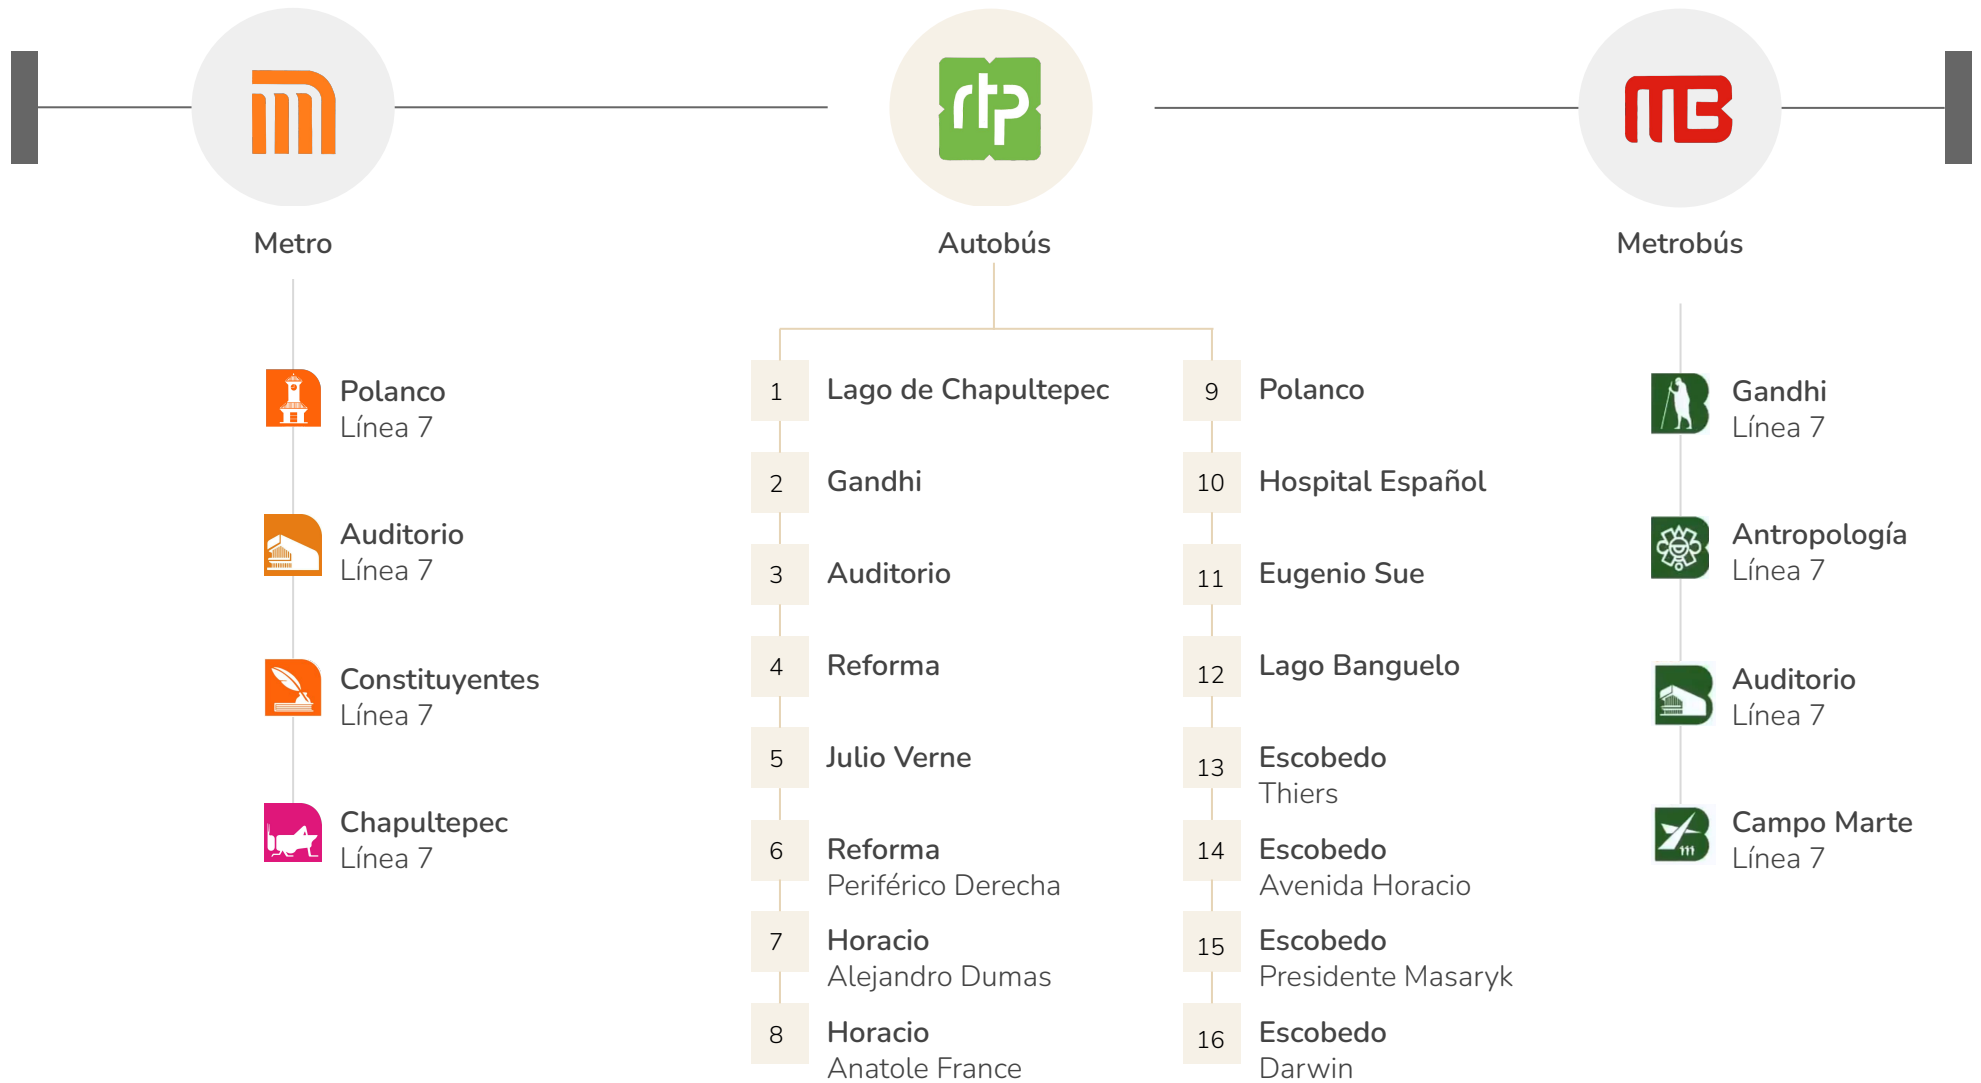 rtp
MB
Metro
Autobús
Metrobús
Polanco
Línea 7
Auditorio
Línea 7
Constituyentes
Línea 7
Chapultepec
Línea 7
1
Lago de Chapultepec
2
Gandhi
3
Auditorio
4
Reforma
5
Julio Verne
6
Reforma
Periférico Derecha
7
Horacio
Alejandro Dumas
8
Horacio
Anatole France
9
Polanco
10
Hospital Español
11
Eugenio Sue
12
Lago Banguelo
13
Escobedo
Thiers
14
Escobedo
Avenida Horacio
15
Escobedo
Presidente Masaryk
16
Escobedo
Darwin
Gandhi
Línea 7
Antropología
Línea 7
Auditorio
Línea 7
Campo Marte
Línea 7